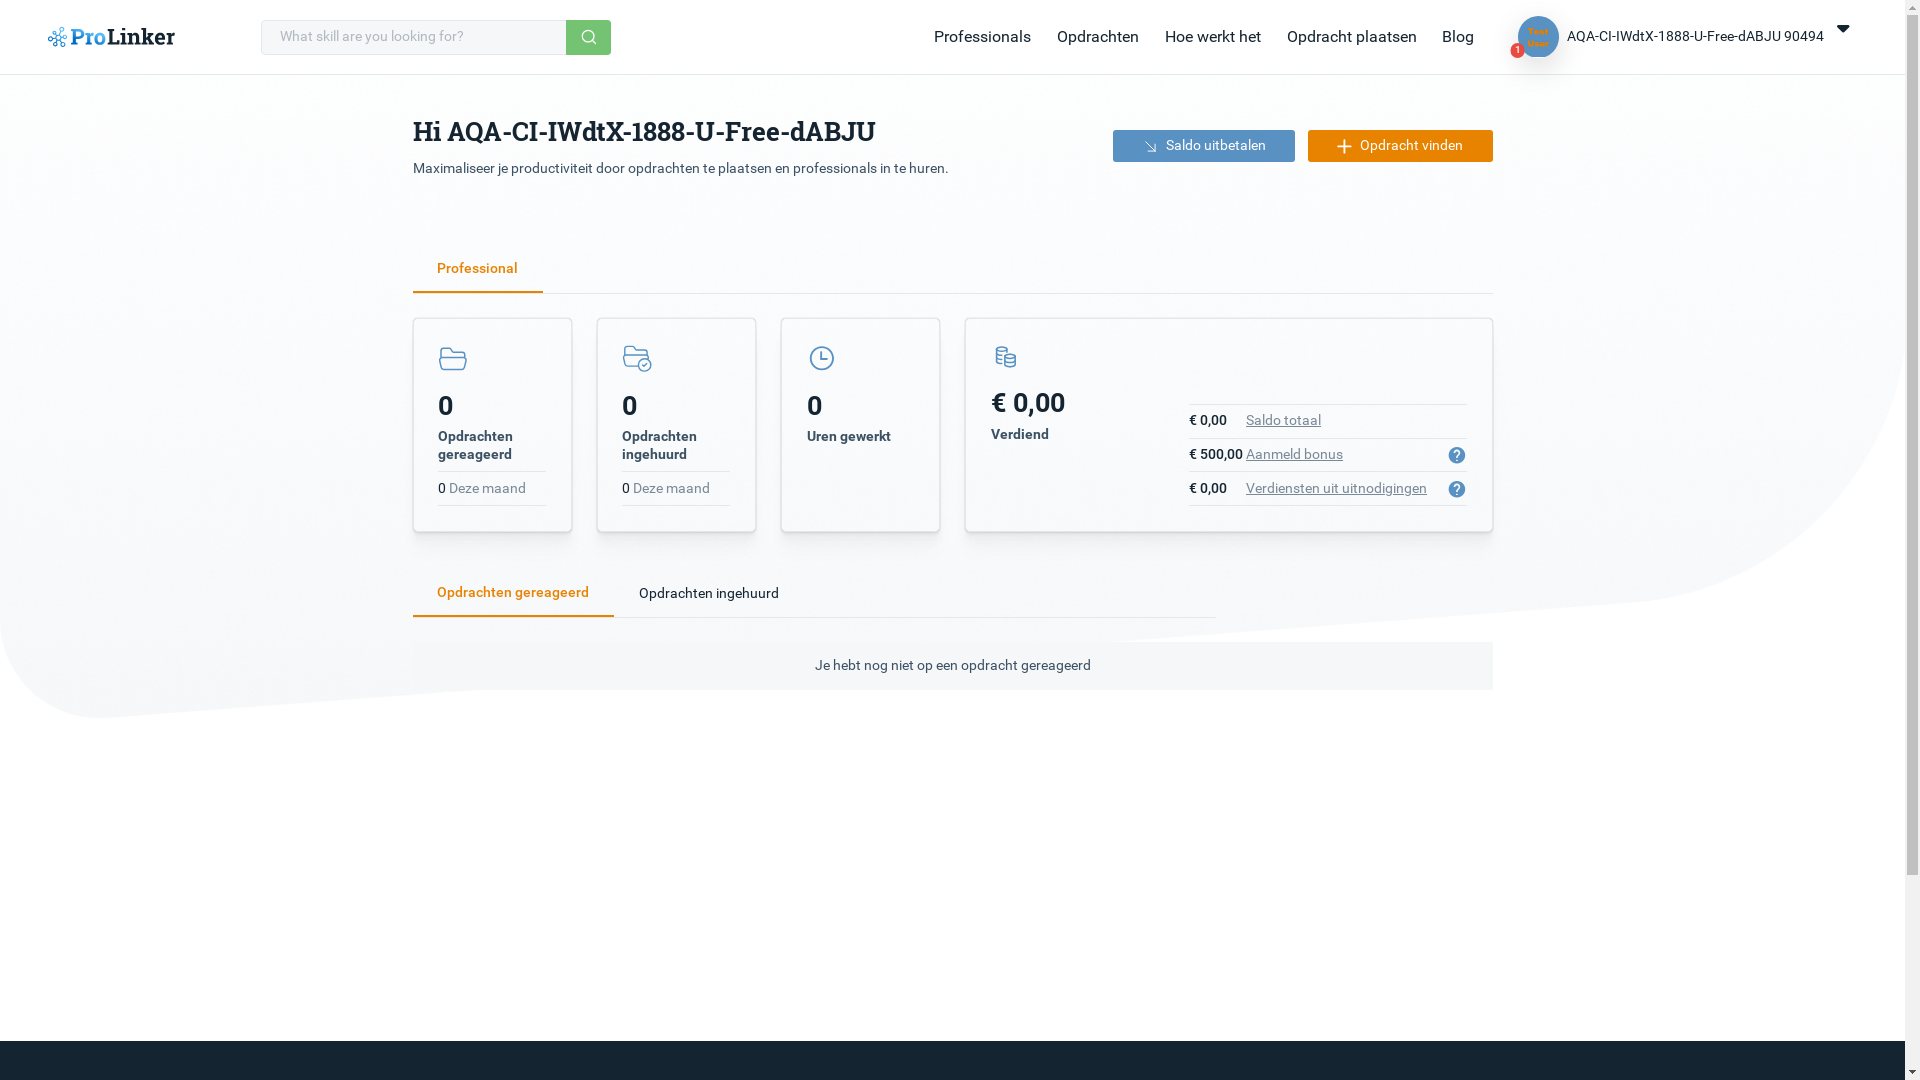 ProLinker
What skill are you looking for?
Professionals
Opdrachten
Hoe werkt het
Opdracht plaatsen
Blog
Test
User
1
AQA-CI-IWdtX-1888-U-Free-dABJU 90494
Hi AQA-CI-IWdtX-1888-U-Free-dABJU
Maximaliseer je productiviteit door opdrachten te plaatsen en professionals in te huren.
Saldo uitbetalen
Opdracht vinden
Professional
0
Opdrachten
gereageerd
0 Deze maand
0
Opdrachten
ingehuurd
0 Deze maand
0
Uren gewerkt
€ 0,00
Verdiend
€ 0,00 Saldo totaal
€ 500,00 Aanmeld bonus ?
€ 0,00 Verdiensten uit uitnodigingen ?
Opdrachten gereageerd
Opdrachten ingehuurd
Je hebt nog niet op een opdracht gereageerd